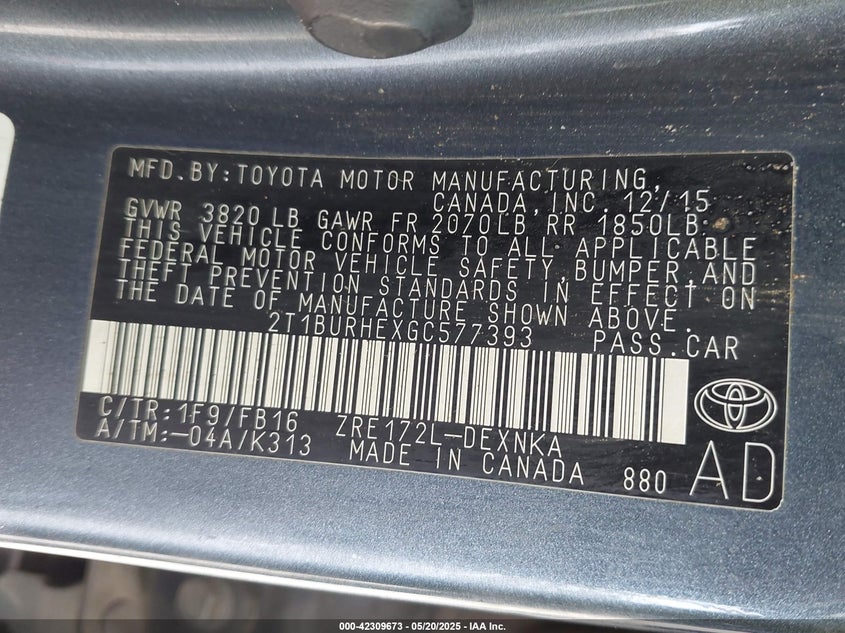 MFD.BY:TOYOTA MOTOR MANUFACTURING,
CANADA,INC. 12/15
GVWR 3820 LB GAWR FR 2070LB RR 1850LB
THIS VEHICLE CONFORMS TO ALL APPLICABLE
FEDERAL MOTOR VEHICLE SAFETY,BUMPER,AND
THEFT PREVENTION STANDARDS IN EFFECT ON
THE DATE OF MANUFACTURE SHOWN ABOVE.
2T1BURHEXGC577393 PASS.CAR
C/TR:1F9/FB16 ZRE172L-DEXNKA
A/TM:-04A/K313 MADE IN CANADA 880 AD
000-42309673 — 05/20/2025 — IAA Inc.